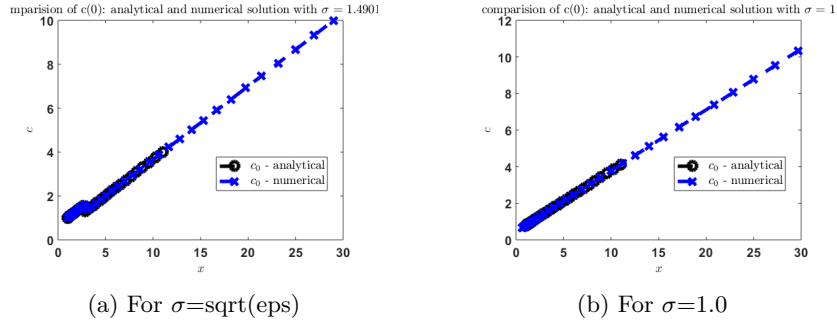 mparision of c(0): analytical and numerical solution with σ = 1.4901
10
8
6
4
2
0
c
0 5 10 15 20 25 30
x
c₀ - analytical
c₀ - numerical
(a) For σ=sqrt(eps)
comparision of c(0): analytical and numerical solution with σ = 1
12
10
8
6
4
2
0
c
0 5 10 15 20 25 30
x
c₀ - analytical
c₀ - numerical
(b) For σ=1.0